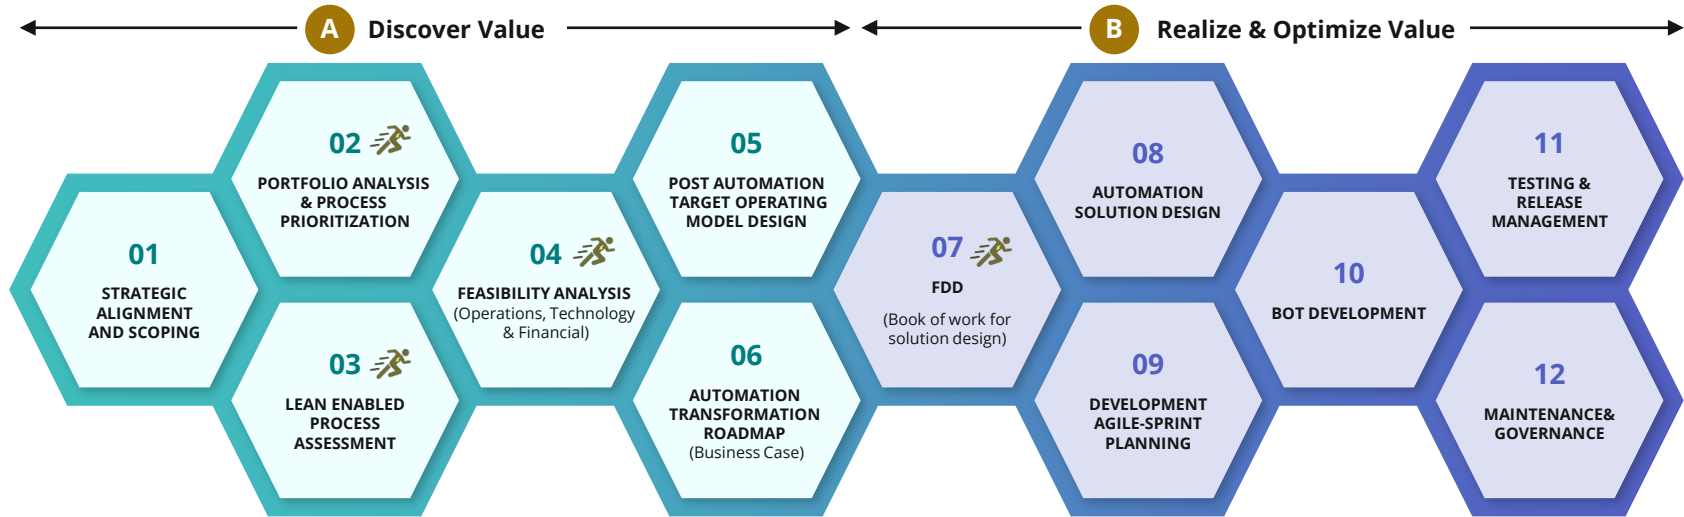 A Discover Value
B Realize & Optimize Value
01
STRATEGIC
ALIGNMENT
AND SCOPING
02
PORTFOLIO ANALYSIS
& PROCESS
PRIORITIZATION
03
LEAN ENABLED
PROCESS
ASSESSMENT
04
FEASIBILITY ANALYSIS
(Operations, Technology
& Financial)
05
POST AUTOMATION
TARGET OPERATING
MODEL DESIGN
06
AUTOMATION
TRANSFORMATION
ROADMAP
(Business Case)
07
FDD
(Book of work for
solution design)
08
AUTOMATION
SOLUTION DESIGN
09
DEVELOPMENT
AGILE-SPRINT
PLANNING
10
BOT DEVELOPMENT
11
TESTING &
RELEASE
MANAGEMENT
12
MAINTENANCE&
GOVERNANCE